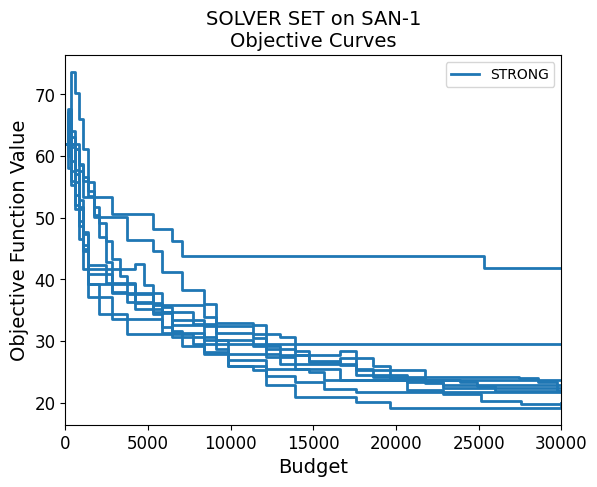 SOLVER SET on SAN-1
Objective Curves
STRONG
Objective Function Value
70
60
50
40
30
20
0
5000
10000
15000
20000
25000
30000
Budget